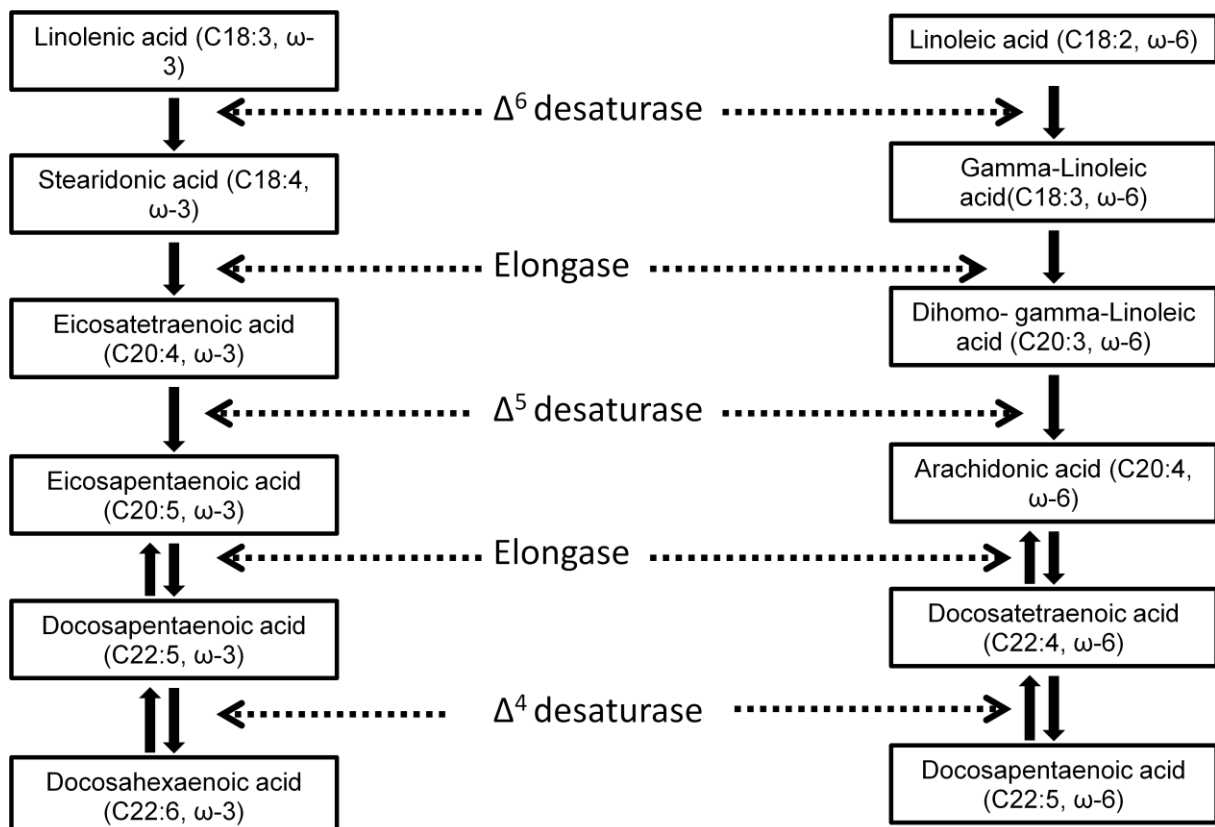 Linolenic acid (C18:3, ω-
3)
Linoleic acid (C18:2, ω-6)
Δ⁶ desaturase
Stearidonic acid (C18:4,
ω-3)
Gamma-Linoleic
acid(C18:3, ω-6)
Elongase
Eicosatetraenoic acid
(C20:4, ω-3)
Dihomo- gamma-Linoleic
acid (C20:3, ω-6)
Δ⁵ desaturase
Eicosapentaenoic acid
(C20:5, ω-3)
Arachidonic acid (C20:4,
ω-6)
Elongase
Docosapentaenoic acid
(C22:5, ω-3)
Docosatetraenoic acid
(C22:4, ω-6)
Δ⁴ desaturase
Docosahexaenoic acid
(C22:6, ω-3)
Docosapentaenoic acid
(C22:5, ω-6)